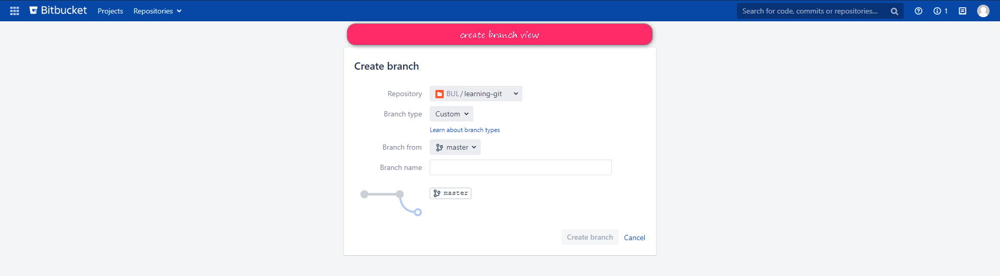 Bitbucket Projects Repositories Search for code, commits or repositories... 1
create branch view
Create branch
Repository BUL/learning-git
Branch type Custom
Learn about branch types
Branch from master
Branch name
master
Create branch Cancel